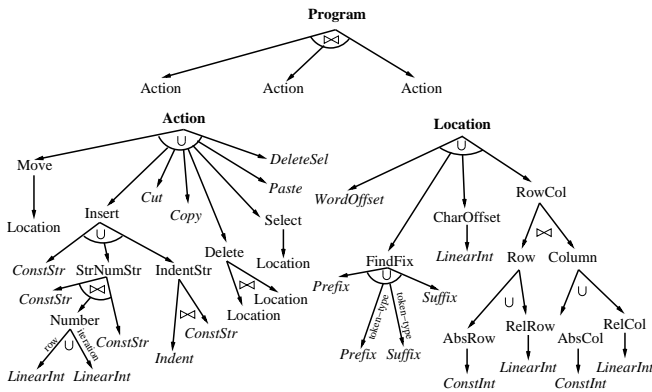 Program
⋈
Action Action Action
Action
∪
Move
DeleteSel
Paste
Cut
Copy
Select
Location
Insert
∪
Delete
Location
⋈
Location
Location
ConstStr
StrNumStr
IndentStr
ConstStr
⋈
Number
ConstStr
row
∪
iteration
LinearInt
LinearInt
⋈
ConstStr
Indent
Location
∪
WordOffset
RowCol
CharOffset
⋈
LinearInt
FindFix
Row
Column
Prefix
∪
Suffix
token-type
token-type
Prefix
Suffix
∪
∪
AbsRow
RelRow
AbsCol
RelCol
ConstInt
LinearInt
ConstInt
LinearInt